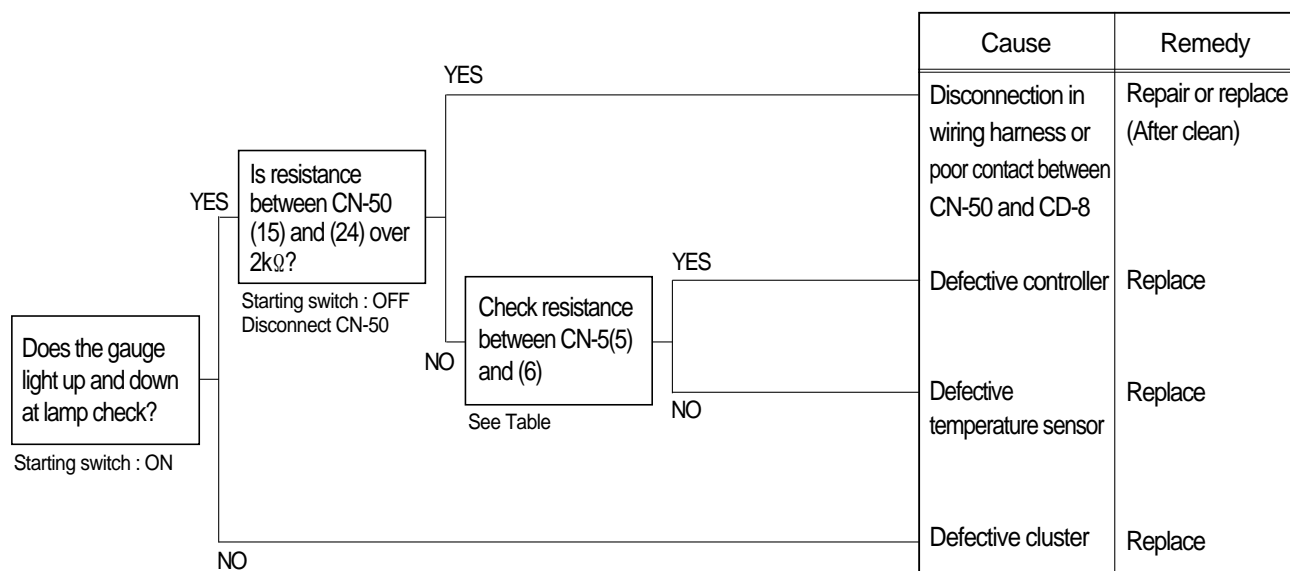 Does the gauge
light up and down
at lamp check?
Starting switch : ON
YES
NO
Is resistance
between CN-50
(15) and (24) over
2kΩ?
Starting switch : OFF
Disconnect CN-50
YES
NO
Check resistance
between CN-5(5)
and (6)
See Table
YES
NO
Cause
Remedy
Disconnection in
wiring harness or
poor contact between
CN-50 and CD-8
Repair or replace
(After clean)
Defective controller
Replace
Defective
temperature sensor
Replace
Defective cluster
Replace